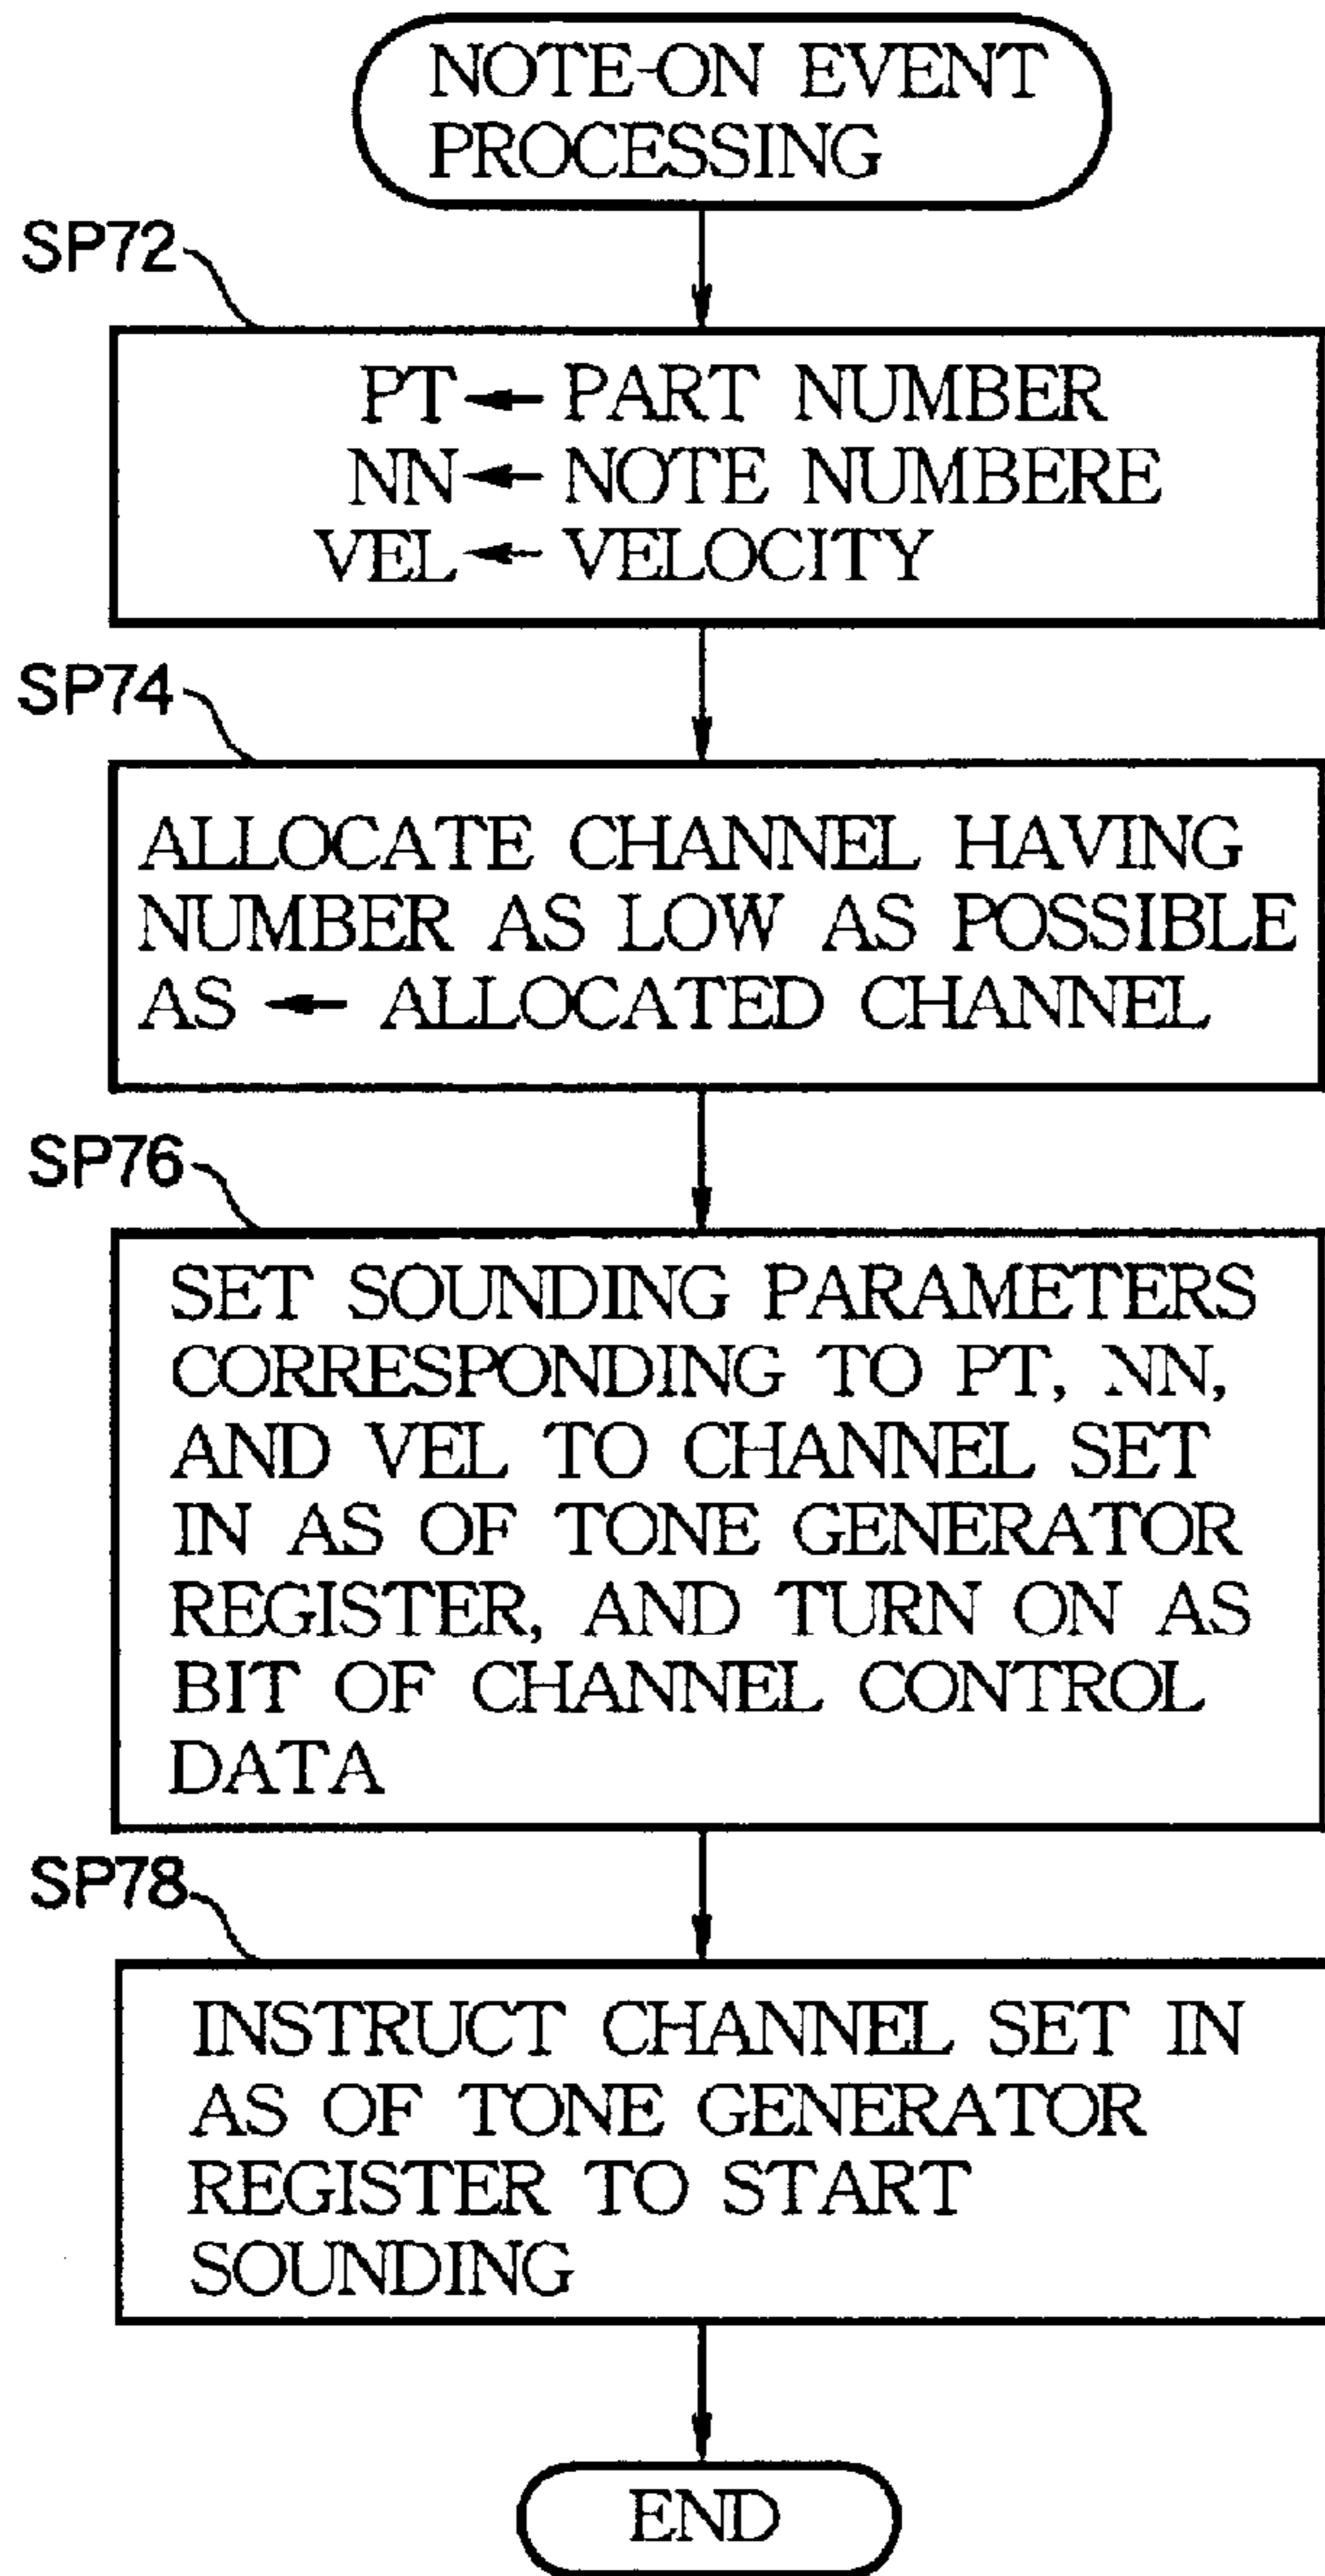 NOTE-ON EVENT
PROCESSING
SP72
PT ← PART NUMBER
NN ← NOTE NUMBERE
VEL ← VELOCITY
SP74
ALLOCATE CHANNEL HAVING
NUMBER AS LOW AS POSSIBLE
AS ← ALLOCATED CHANNEL
SP76
SET SOUNDING PARAMETERS
CORRESPONDING TO PT, NN,
AND VEL TO CHANNEL SET
IN AS OF TONE GENERATOR
REGISTER, AND TURN ON AS
BIT OF CHANNEL CONTROL
DATA
SP78
INSTRUCT CHANNEL SET IN
AS OF TONE GENERATOR
REGISTER TO START
SOUNDING
END